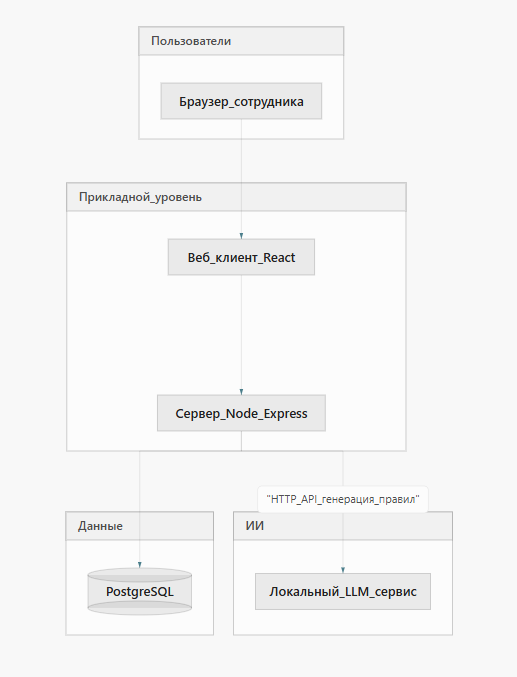 Пользователи
Браузер_сотрудника
Прикладной_уровень
Веб_клиент_React
Сервер_Node_Express
"HTTP_API_генерация_правил"
Данные
ИИ
PostgreSQL
Локальный_LLM_сервис